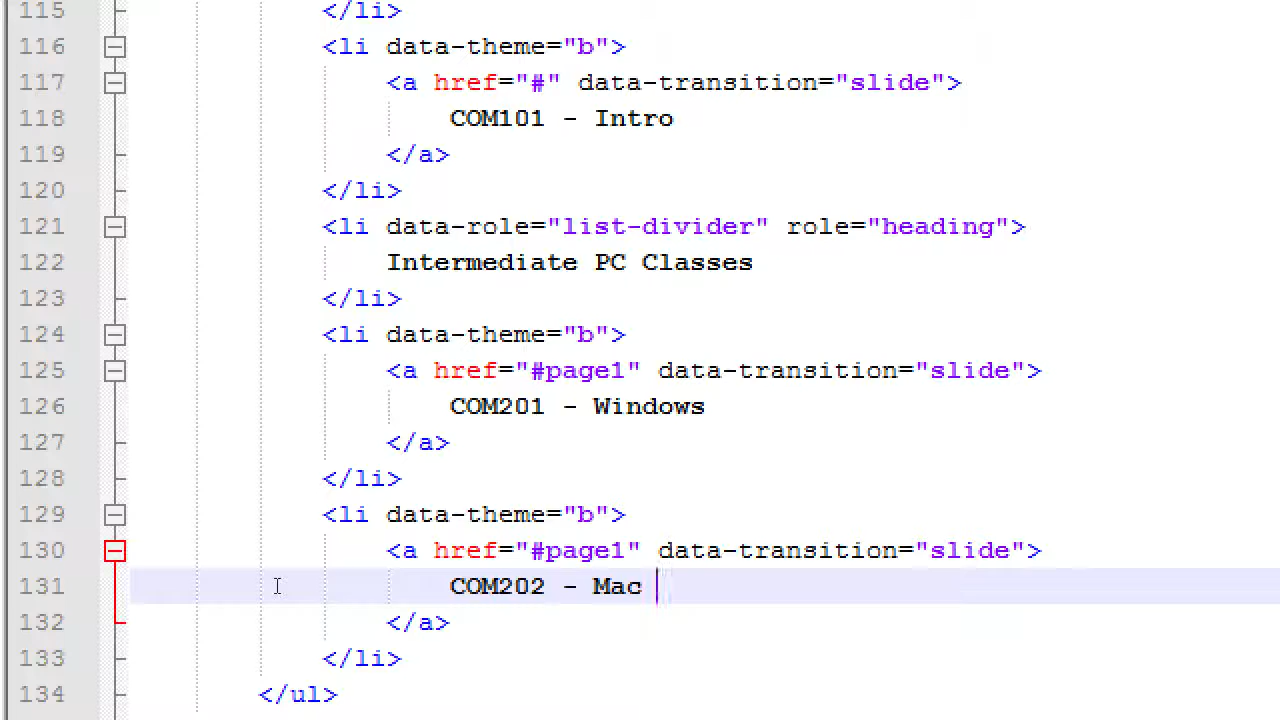 115 </li>
116 <li data-theme="b">
117 <a href="#" data-transition="slide">
118 COM101 - Intro
119 </a>
120 </li>
121 <li data-role="list-divider" role="heading">
122 Intermediate PC Classes
123 </li>
124 <li data-theme="b">
125 <a href="#page1" data-transition="slide">
126 COM201 - Windows
127 </a>
128 </li>
129 <li data-theme="b">
130 <a href="#page1" data-transition="slide">
131 COM202 - Mac
132 </a>
133 </li>
134 </ul>